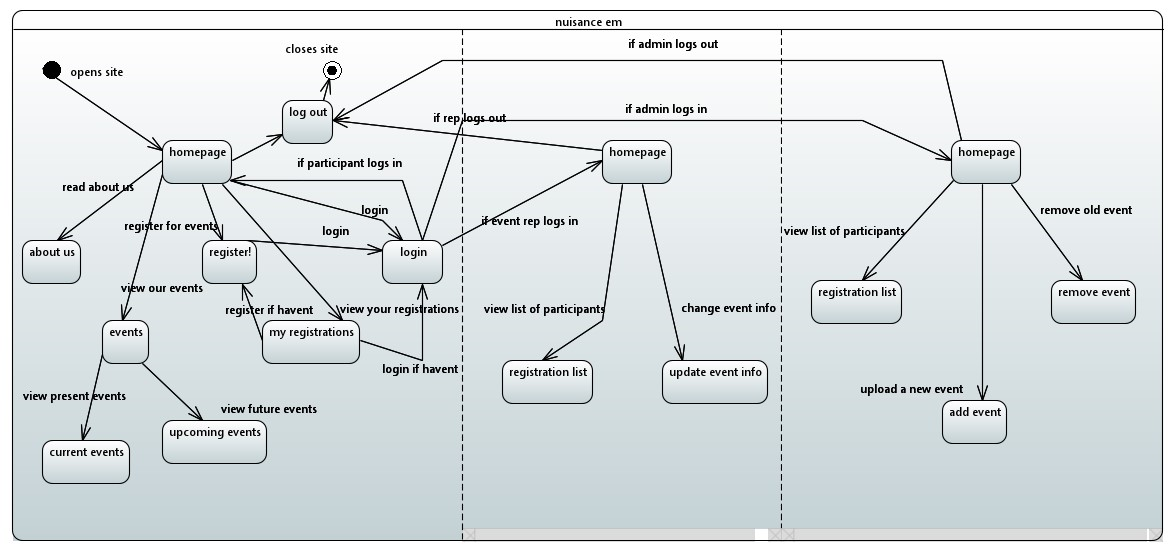 nuisance em
closes site
if admin logs out
opens site
log out
if rep logs out
if admin logs in
homepage
if participant logs in
homepage
homepage
read about us
login
register for events
login
if event rep logs in
remove old event
view list of participants
about us
register!
login
view our events
registration list
remove event
register if havent
view your registrations
view list of participants
change event info
events
my registrations
login if havent
registration list
update event info
view present events
view future events
upload a new event
current events
upcoming events
add event